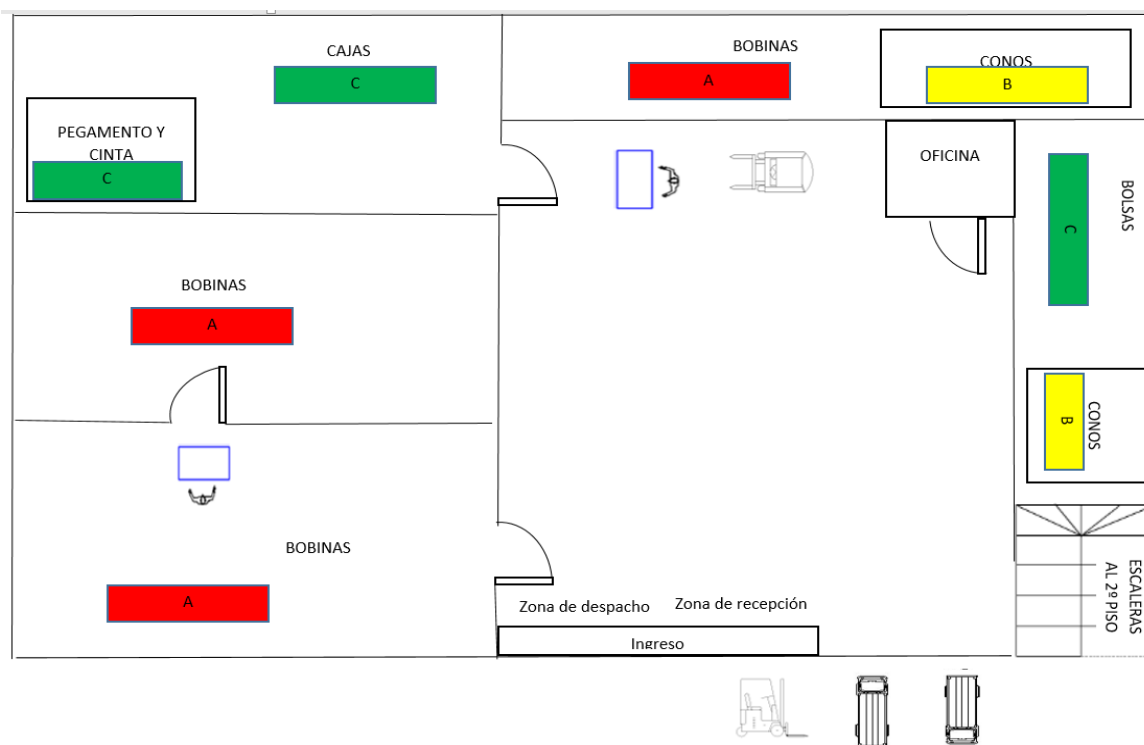 CAJAS
C
BOBINAS
A
CONOS
B
PEGAMENTO Y
CINTA
C
OFICINA
BOLSAS
C
BOBINAS
A
CONOS
B
BOBINAS
A
ESCALERAS
AL 2º PISO
Zona de despacho
Zona de recepción
Ingreso